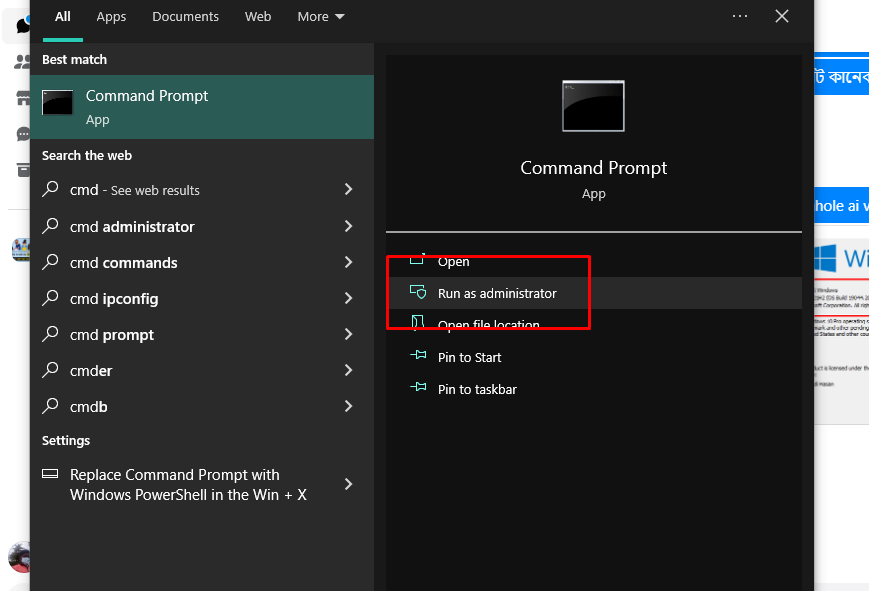 All
Apps
Documents
Web
More
Best match
Command Prompt
App
Search the web
cmd - See web results
cmd administrator
cmd commands
cmd ipconfig
cmd prompt
cmder
cmdb
Settings
Replace Command Prompt with
Windows PowerShell in the Win + X
Command Prompt
App
Open
Run as administrator
Open file location
Pin to Start
Pin to taskbar
ট কানেক
hole ai v
Wi